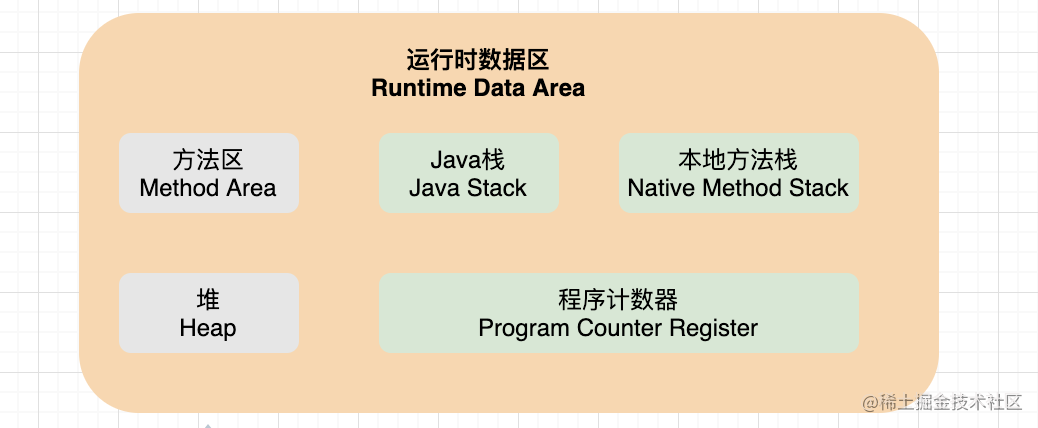 运行时数据区
Runtime Data Area
方法区
Method Area
Java栈
Java Stack
本地方法栈
Native Method Stack
堆
Heap
程序计数器
Program Counter Register
@稀土掘金技术社区